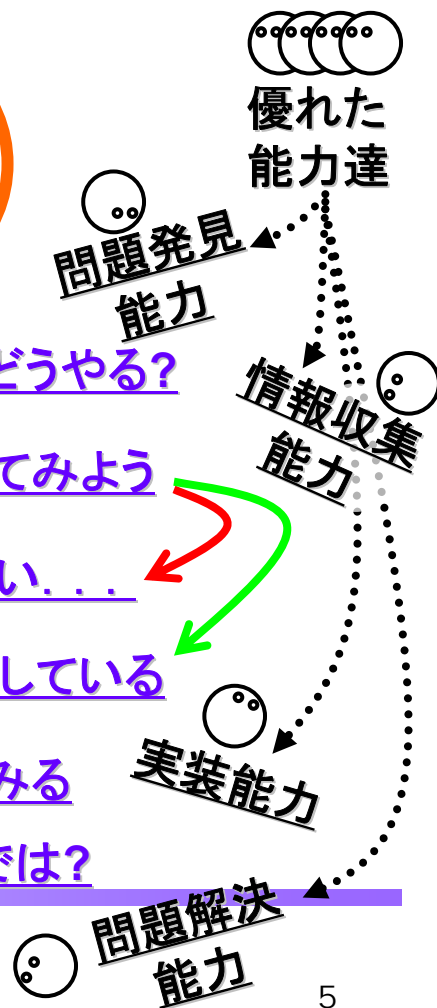 優れた
能力達
問題発見
能力
どうやる?
情報収集
能力
てみよう
い. . .
している
実装能力
みる
では?
問題解決
能力
5